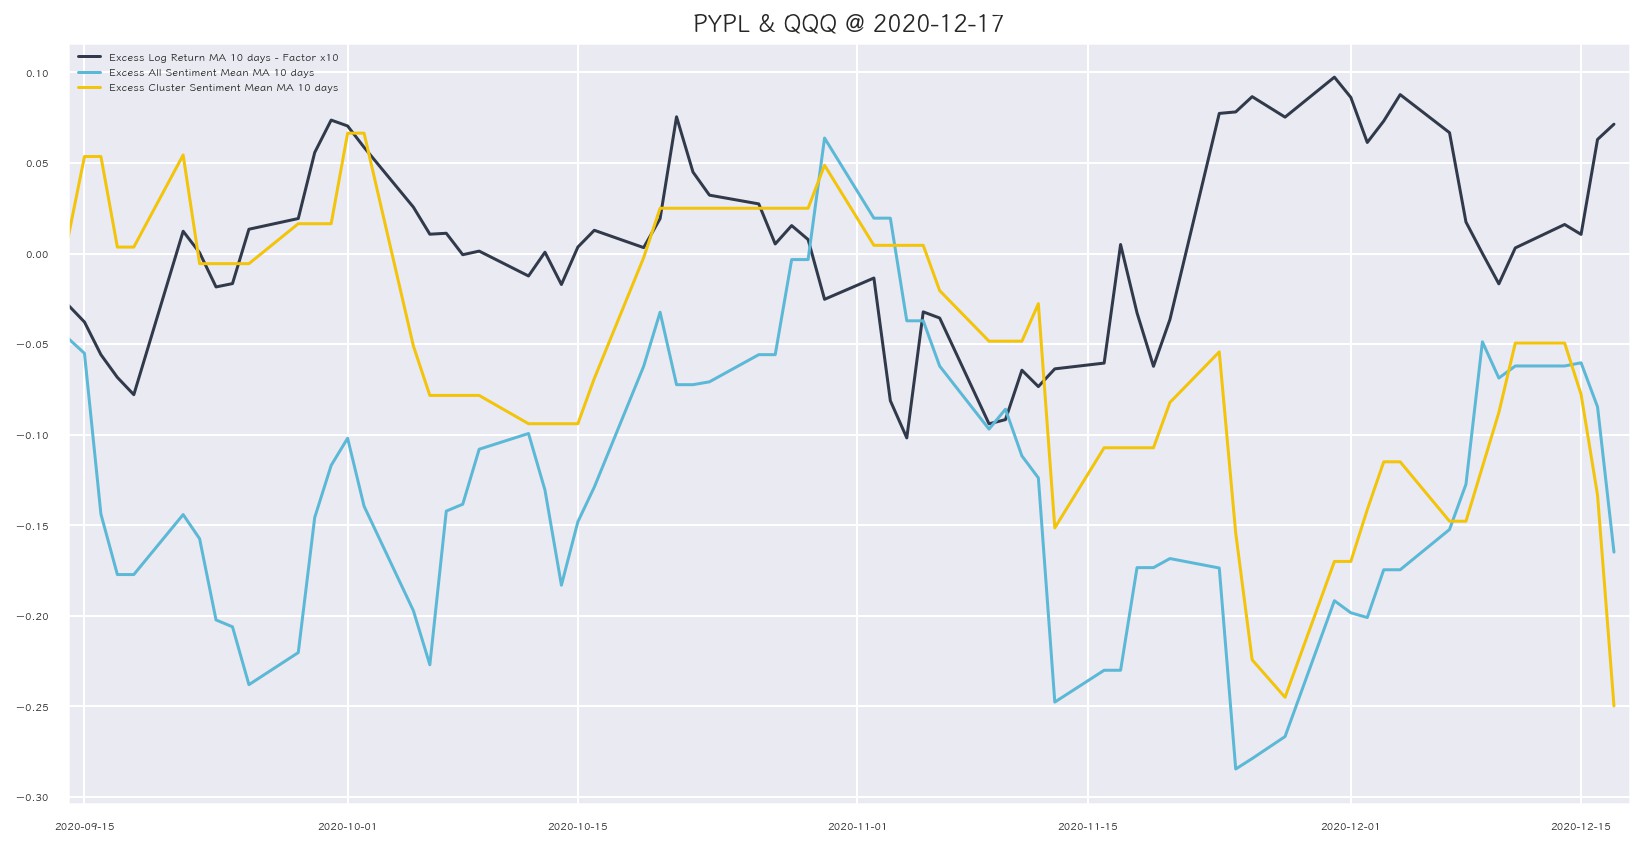 PYPL & QQQ @ 2020-12-17
Excess Log Return MA 10 days - Factor x10
Excess All Sentiment Mean MA 10 days
Excess Cluster Sentiment Mean MA 10 days
0.10
0.05
0.00
−0.05
−0.10
−0.15
−0.20
−0.25
−0.30
2020-09-15 2020-10-01 2020-10-15 2020-11-01 2020-11-15 2020-12-01 2020-12-15